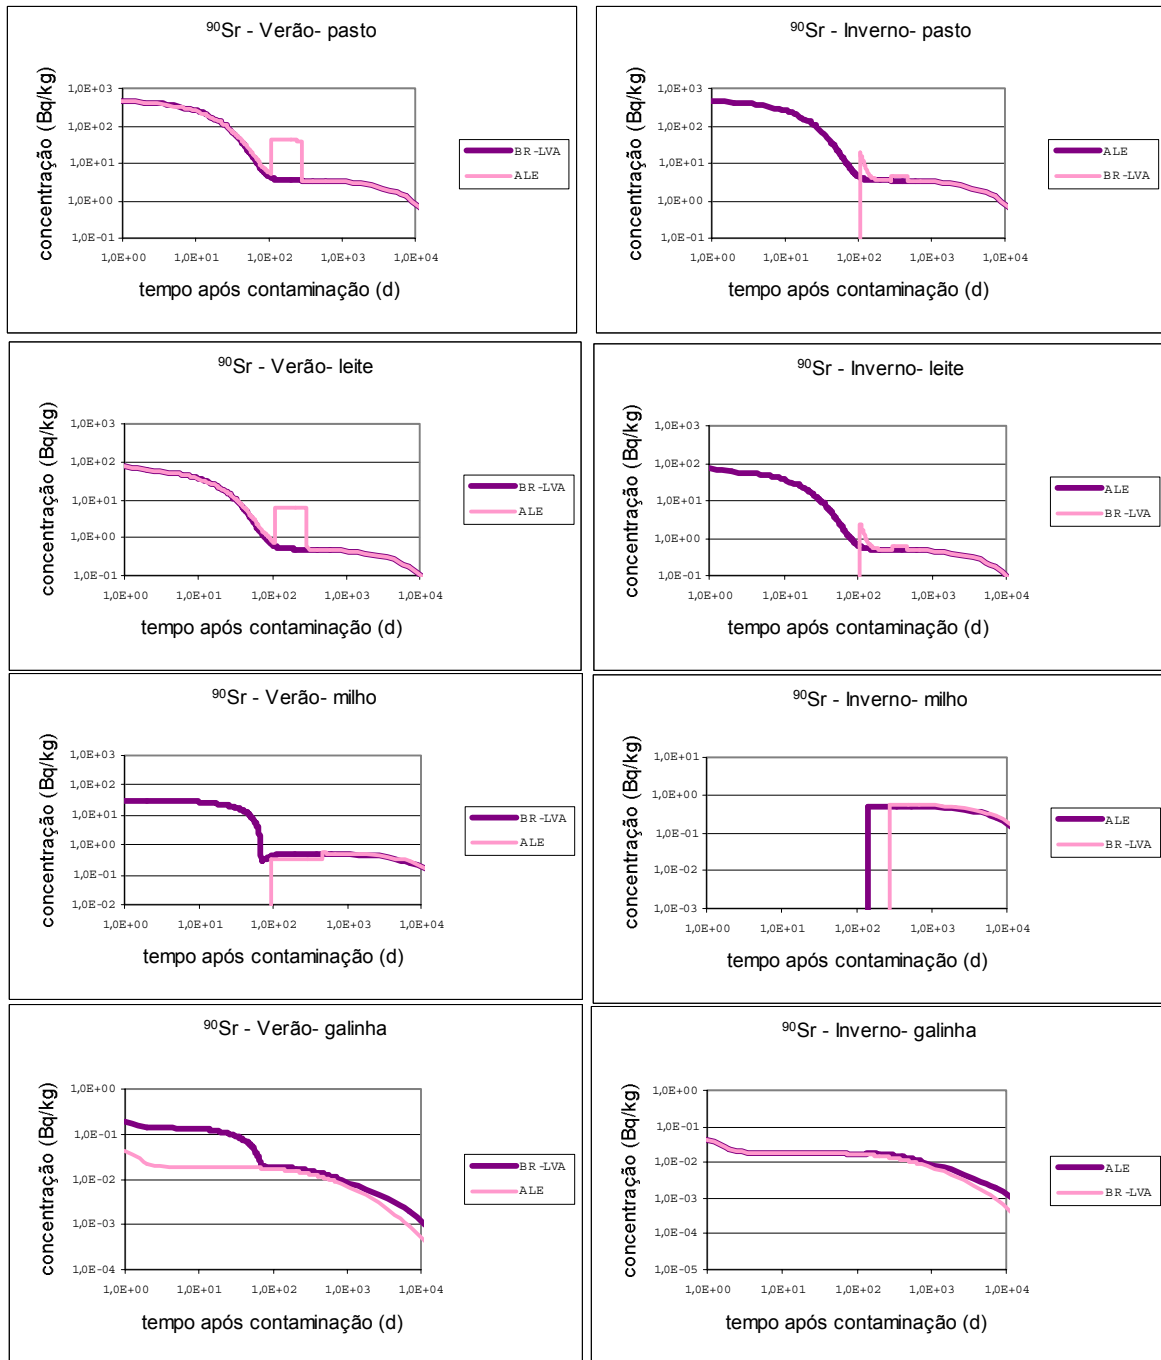 ⁹⁰Sr - Verão- pasto
concentração (Bq/kg)
1,0E+03
1,0E+02
1,0E+01
1,0E+00
1,0E-01
1,0E+00 1,0E+01 1,0E+02 1,0E+03 1,0E+04
tempo após contaminação (d)
BR-LVA
ALE
⁹⁰Sr - Inverno- pasto
concentração (Bq/kg)
1,0E+03
1,0E+02
1,0E+01
1,0E+00
1,0E-01
1,0E+00 1,0E+01 1,0E+02 1,0E+03 1,0E+04
tempo após contaminação (d)
ALE
BR-LVA
⁹⁰Sr - Verão- leite
concentração (Bq/kg)
1,0E+03
1,0E+02
1,0E+01
1,0E+00
1,0E-01
1,0E+00 1,0E+01 1,0E+02 1,0E+03 1,0E+04
tempo após contaminação (d)
BR-LVA
ALE
⁹⁰Sr - Inverno- leite
concentração (Bq/kg)
1,0E+03
1,0E+02
1,0E+01
1,0E+00
1,0E-01
1,0E+00 1,0E+01 1,0E+02 1,0E+03 1,0E+04
tempo após contaminação (d)
ALE
BR-LVA
⁹⁰Sr - Verão- milho
concentração (Bq/kg)
1,0E+03
1,0E+02
1,0E+01
1,0E+00
1,0E-01
1,0E-02
1,0E+00 1,0E+01 1,0E+02 1,0E+03 1,0E+04
tempo após contaminação (d)
BR-LVA
ALE
⁹⁰Sr - Inverno- milho
concentração (Bq/kg)
1,0E+01
1,0E+00
1,0E-01
1,0E-02
1,0E-03
1,0E+00 1,0E+01 1,0E+02 1,0E+03 1,0E+04
tempo após contaminação (d)
ALE
BR-LVA
⁹⁰Sr - Verão- galinha
concentração (Bq/kg)
1,0E+00
1,0E-01
1,0E-02
1,0E-03
1,0E-04
1,0E+00 1,0E+01 1,0E+02 1,0E+03 1,0E+04
tempo após contaminação (d)
BR-LVA
ALE
⁹⁰Sr - Inverno- galinha
concentração (Bq/kg)
1,0E+00
1,0E-01
1,0E-02
1,0E-03
1,0E-04
1,0E-05
1,0E+00 1,0E+01 1,0E+02 1,0E+03 1,0E+04
tempo após contaminação (d)
ALE
BR-LVA